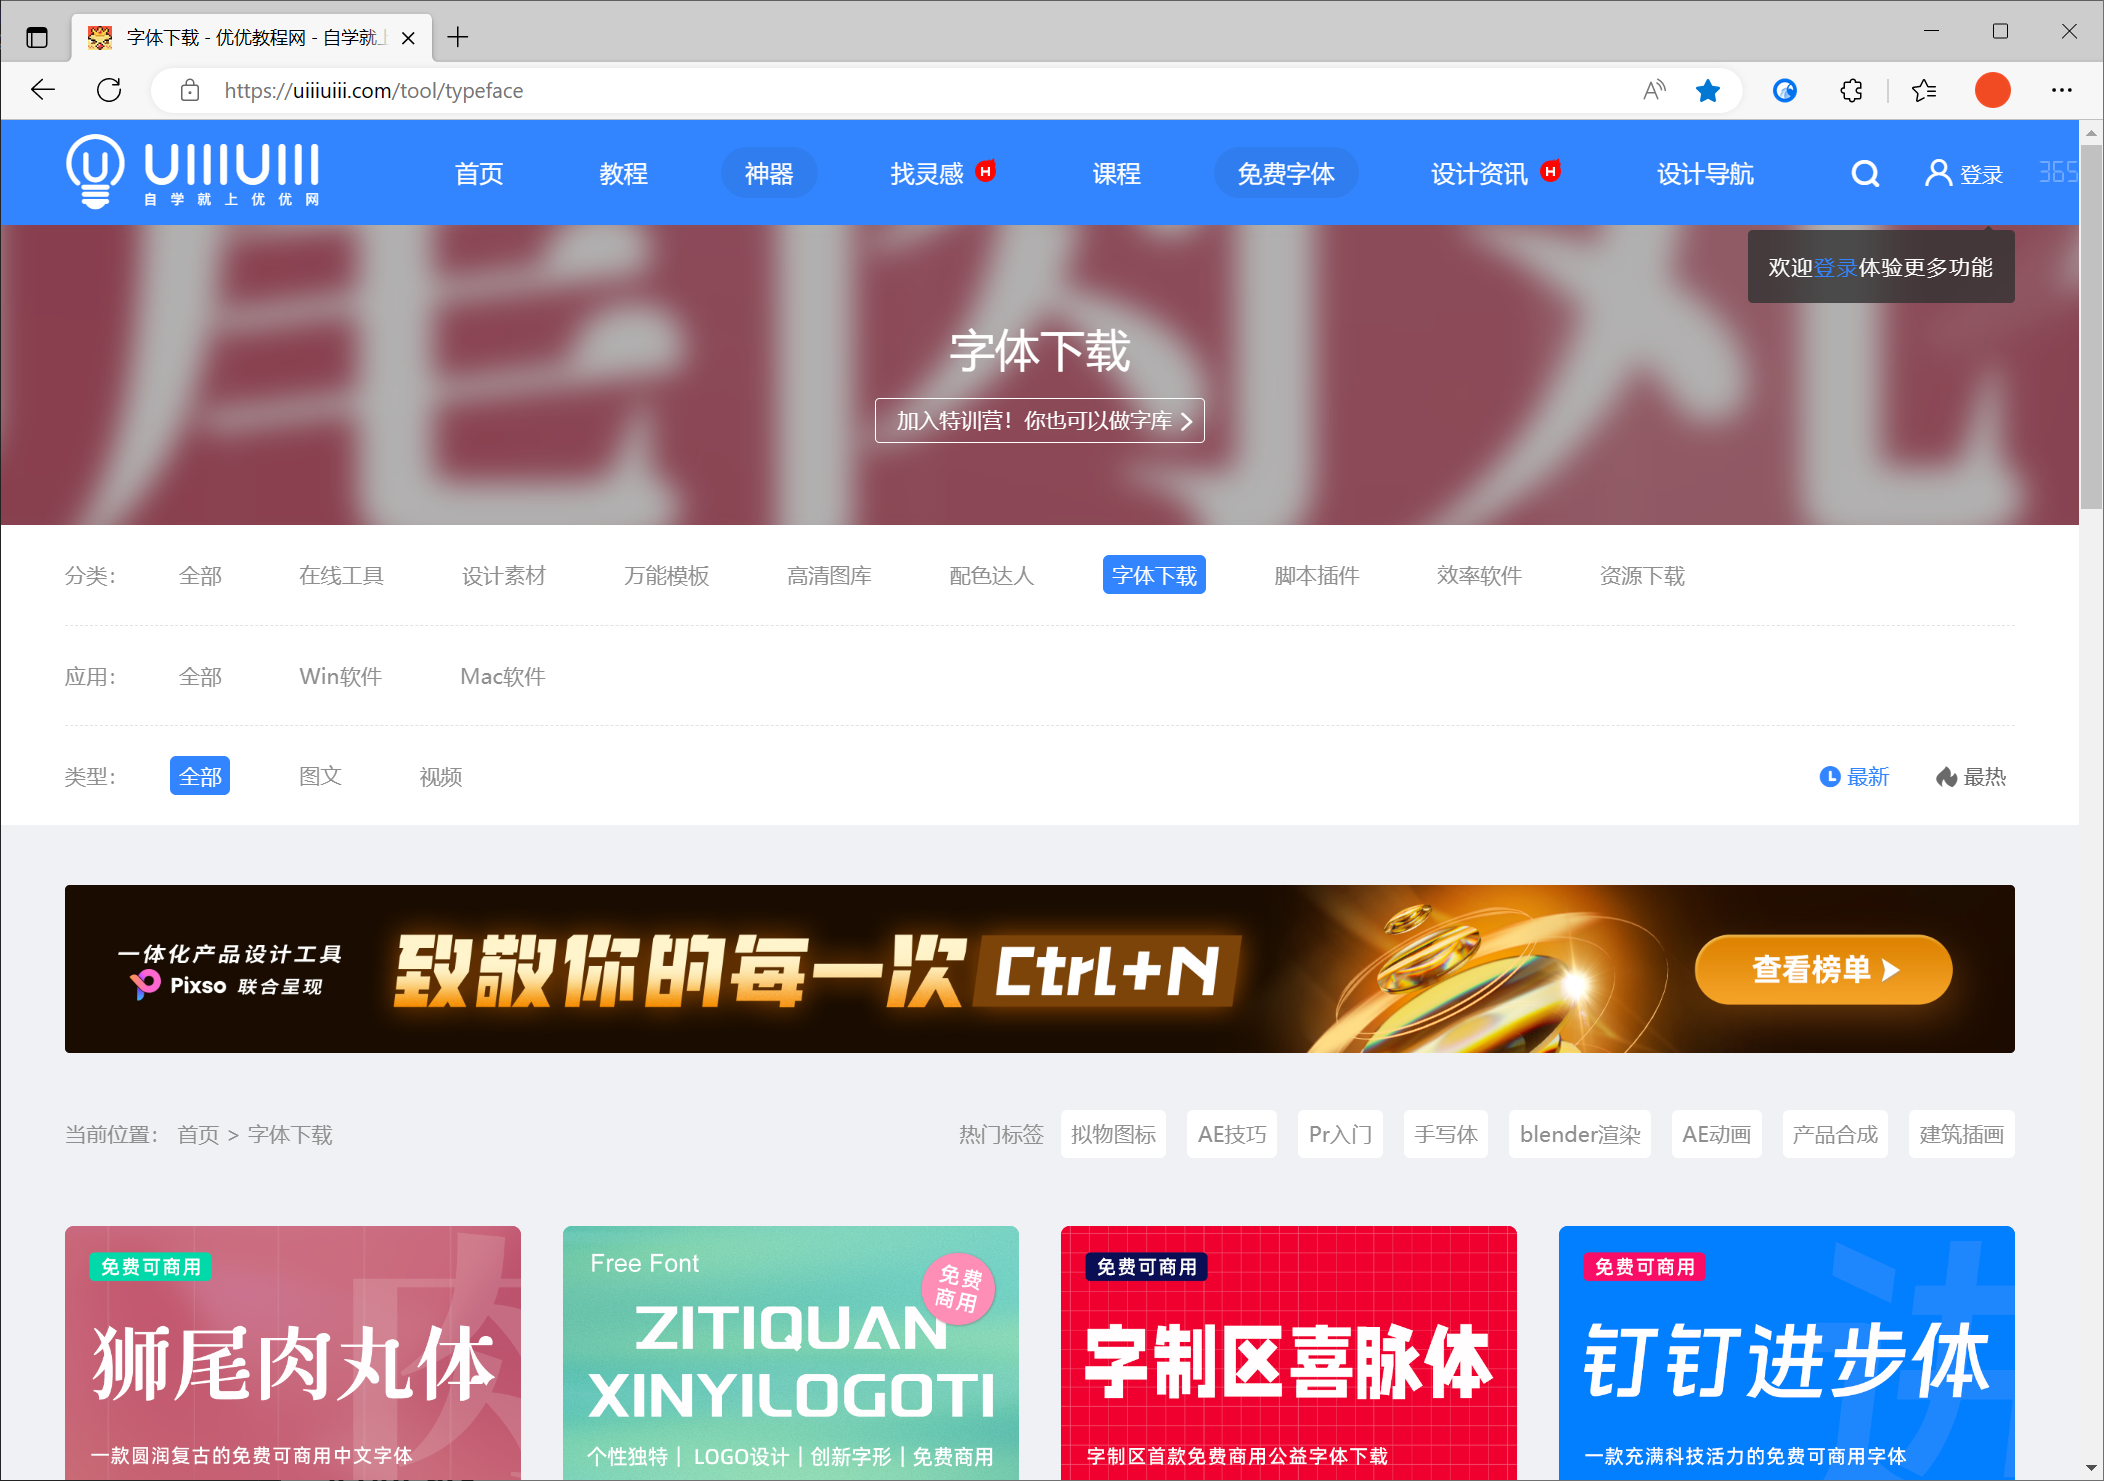 字体下载 - 优优教程网 - 自学就上
https://uiiiuiii.com/tool/typeface
UIIIUIII
自学就上优优网
首页
教程
神器
找灵感 H
课程
免费字体
设计资讯 H
设计导航
登录
365
欢迎登录体验更多功能
字体下载
加入特训营！你也可以做字库
分类： 全部 在线工具 设计素材 万能模板 高清图库 配色达人 字体下载 脚本插件 效率软件 资源下载
应用： 全部 Win软件 Mac软件
类型： 全部 图文 视频 最新 最热
一体化产品设计工具
Pixso 联合呈现
致敬你的每一次 Ctrl+N
查看榜单
当前位置： 首页 > 字体下载
热门标签 拟物图标 AE技巧 Pr入门 手写体 blender渲染 AE动画 产品合成 建筑插画
免费可商用
狮尾肉丸体
一款圆润复古的免费可商用中文字体
Free Font
免费
商用
ZITIQUAN
XINYILOGOTI
个性独特｜LOGO设计｜创新字形｜免费商用
免费可商用
字制区喜脉体
字制区首款免费商用公益字体下载
免费可商用
钉钉进步体
一款充满科技活力的免费可商用字体